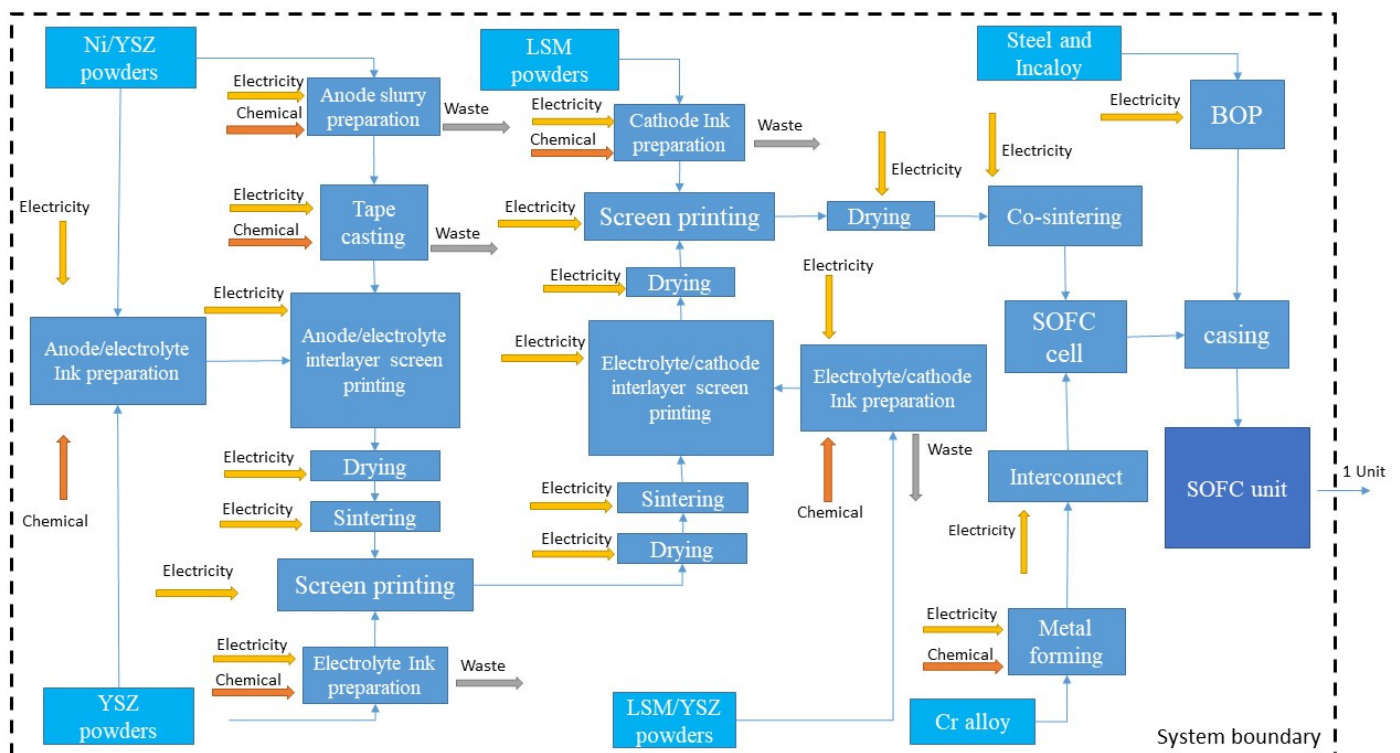 Ni/YSZ
powders
Electricity
Chemical
Anode slurry
preparation
Waste
LSM
powders
Electricity
Chemical
Cathode Ink
preparation
Waste
Steel and
Incaloy
Electricity
BOP
Electricity
Electricity
Electricity
Electricity
Chemical
Tape
casting
Waste
Electricity
Screen printing
Drying
Co-sintering
Electricity
Drying
Electricity
Electricity
Anode/electrolyte
Ink preparation
Anode/electrolyte
interlayer screen
printing
Electricity
Electrolyte/cathode
interlayer screen
printing
Electrolyte/cathode
Ink preparation
SOFC
cell
casing
Chemical
Electricity
Drying
Electricity
Sintering
Electricity
Sintering
Electricity
Drying
Chemical
Waste
Interconnect
Electricity
SOFC unit
1 Unit
Electricity
Screen printing
Electricity
Chemical
Electrolyte Ink
preparation
Waste
Electricity
Chemical
Metal
forming
YSZ
powders
LSM/YSZ
powders
Cr alloy
System boundary